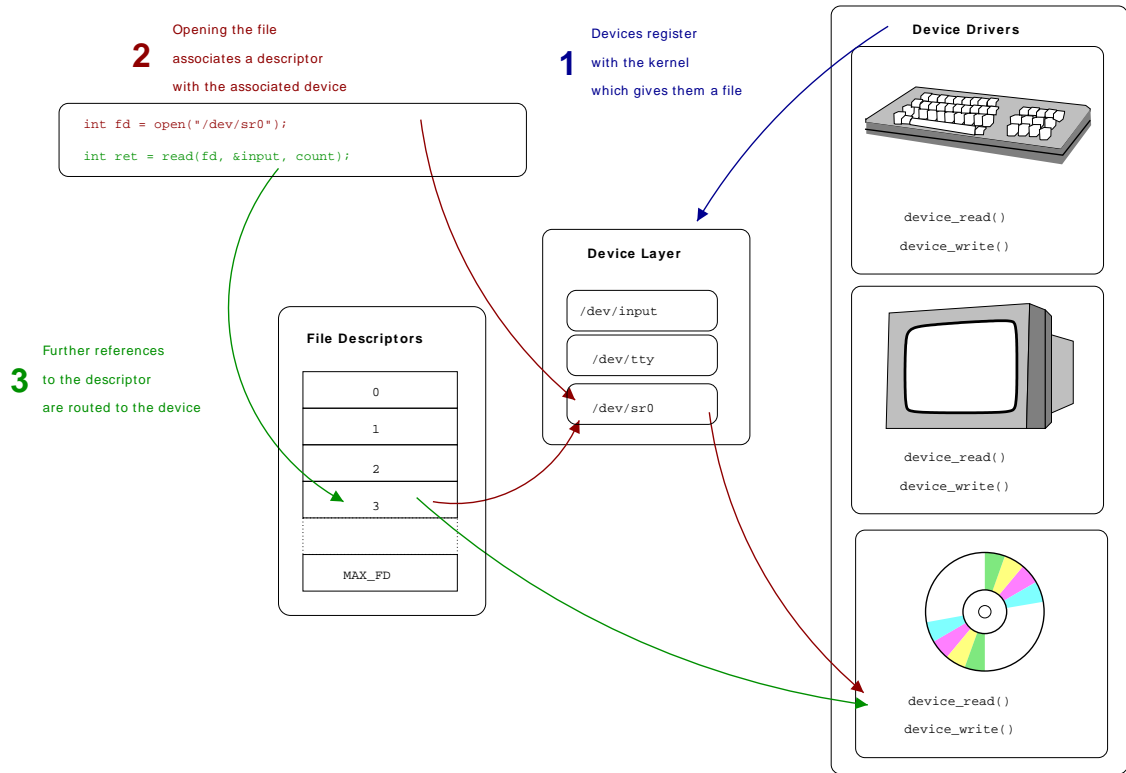 2
Opening the file
associates a descriptor
with the associated device
int fd = open("/dev/sr0");
int ret = read(fd, &input, count);
1
Devices register
with the kernel
which gives them a file
Device Drivers
device_read()
device_write()
device_read()
device_write()
device_read()
device_write()
Device Layer
/dev/input
/dev/tty
/dev/sr0
File Descriptors
0
1
2
3
MAX_FD
3
Further references
to the descriptor
are routed to the device